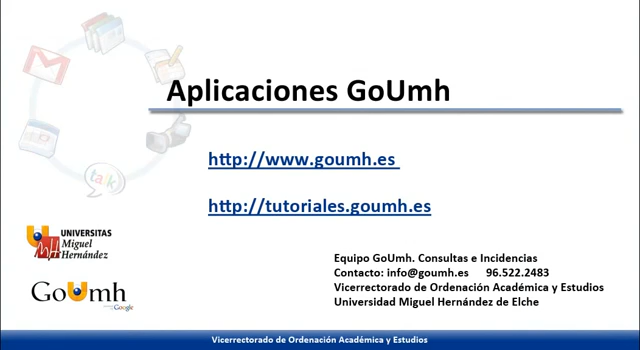 Aplicaciones GoUmh
http://www.goumh.es
http://tutoriales.goumh.es
talk
UNIVERSITAS
Miguel
Hernández
GoUmh
Google
Equipo GoUmh. Consultas e Incidencias
Contacto: info@goumh.es 96.522.2483
Vicerrectorado de Ordenación Académica y Estudios
Universidad Miguel Hernández de Elche
Vicerrectorado de Ordenación Académica y Estudios